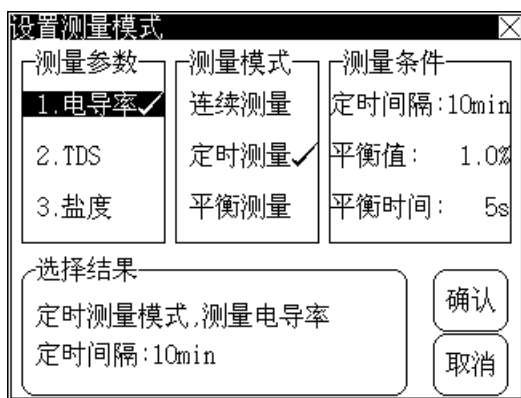 设置测量模式
测量参数
1.电导率✓
2.TDS
3.盐度
测量模式
连续测量
定时测量✓
平衡测量
测量条件
定时间隔:10min
平衡值: 1.0%
平衡时间: 5s
选择结果
定时测量模式,测量电导率
定时间隔:10min
确认
取消